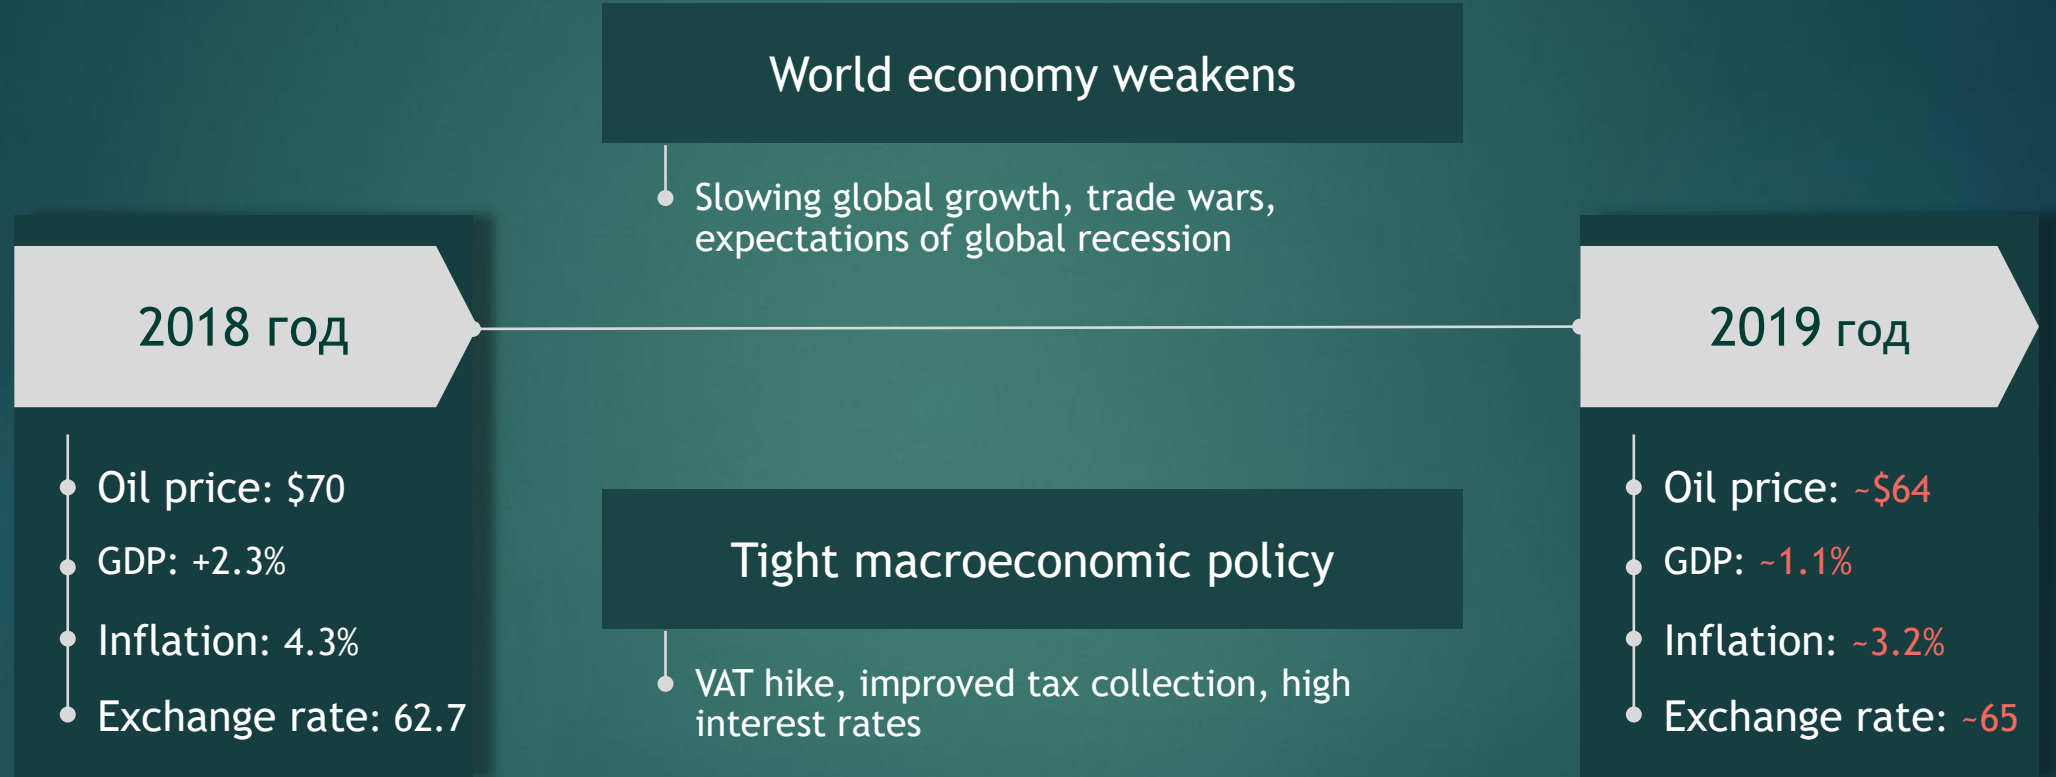 World economy weakens
Slowing global growth, trade wars,
expectations of global recession
2018 год
Oil price: $70
GDP: +2.3%
Inflation: 4.3%
Exchange rate: 62.7
Tight macroeconomic policy
VAT hike, improved tax collection, high
interest rates
2019 год
Oil price: ~$64
GDP: ~1.1%
Inflation: ~3.2%
Exchange rate: ~65